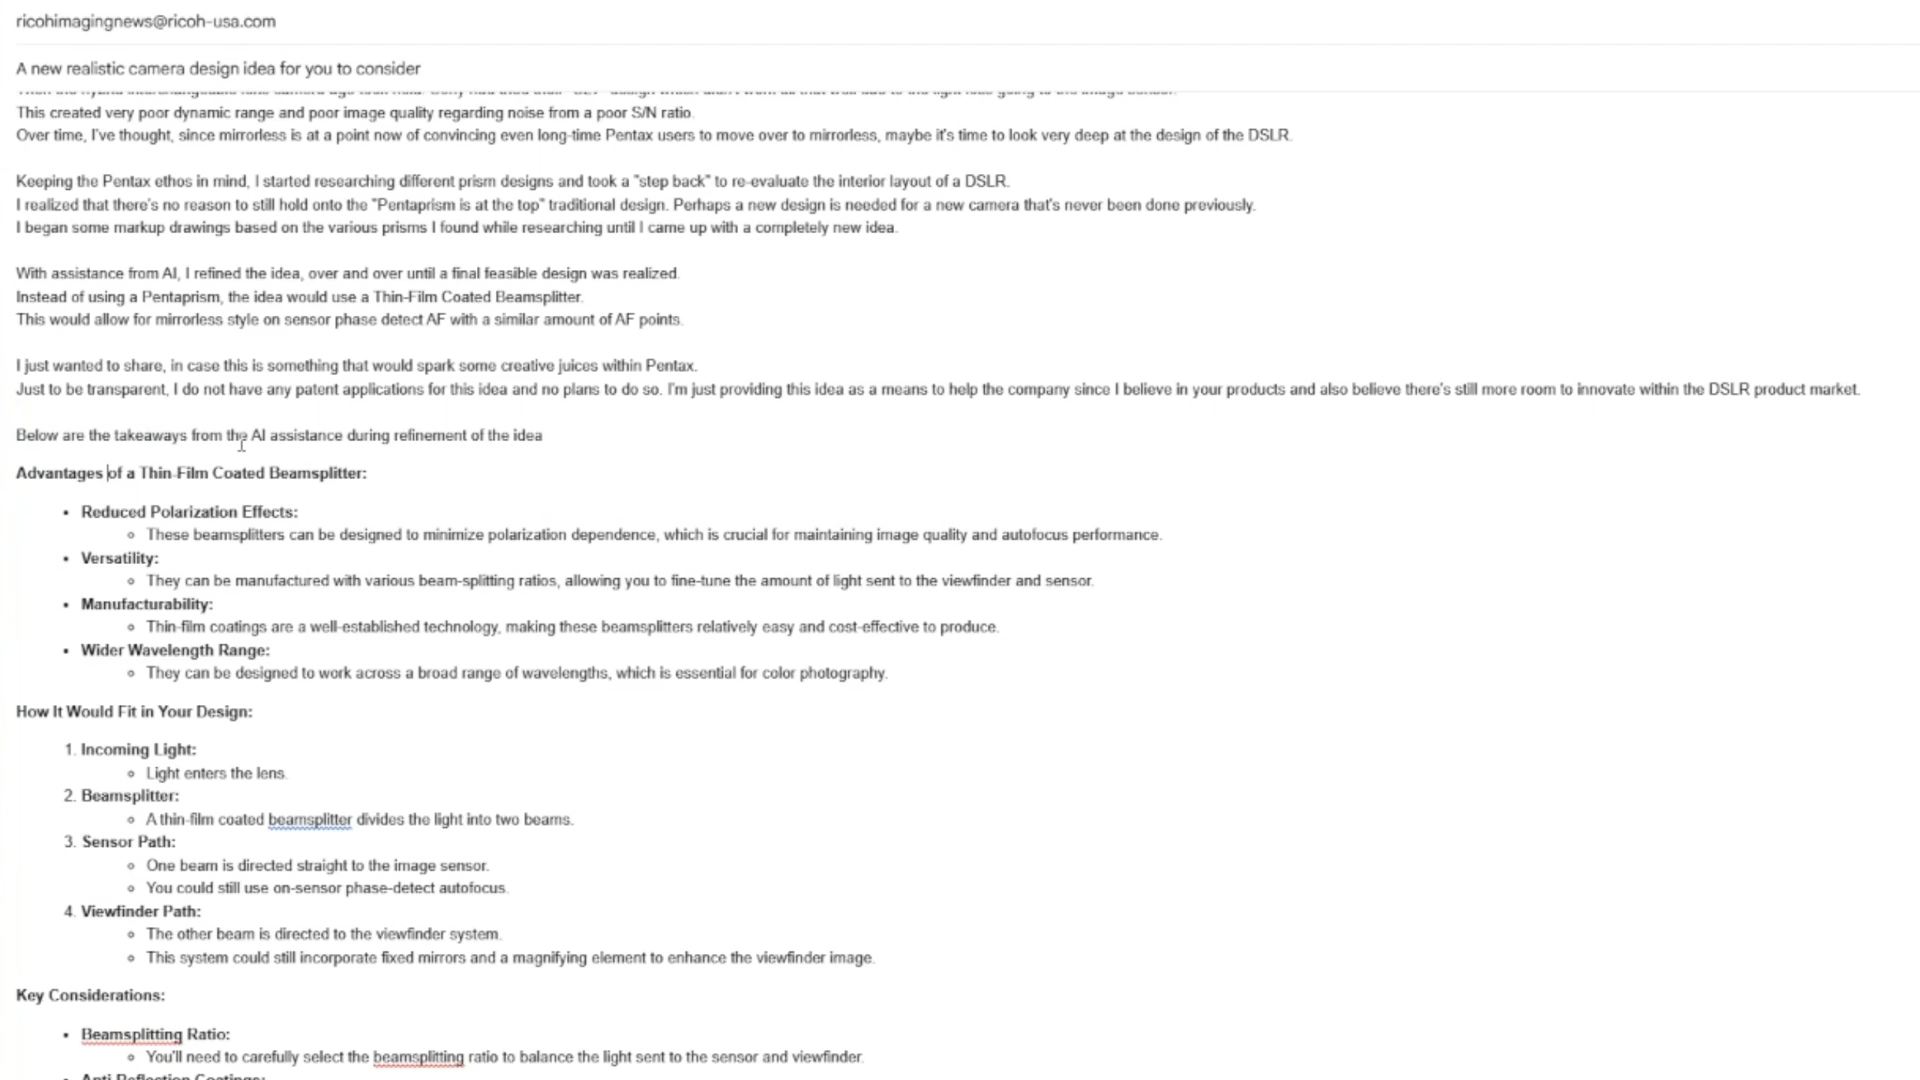 ricohimagingnews@ricoh-usa.com
A new realistic camera design idea for you to consider
This created very poor dynamic range and poor image quality regarding noise from a poor S/N ratio.
Over time, I've thought, since mirrorless is at a point now of convincing even long-time Pentax users to move over to mirrorless, maybe it's time to look very deep at the design of the DSLR.
Keeping the Pentax ethos in mind, I started researching different prism designs and took a "step back" to re-evaluate the interior layout of a DSLR.
I realized that there's no reason to still hold onto the "Pentaprism is at the top" traditional design. Perhaps a new design is needed for a new camera that's never been done previously.
I began some markup drawings based on the various prisms I found while researching until I came up with a completely new idea.
With assistance from AI, I refined the idea, over and over until a final feasible design was realized.
Instead of using a Pentaprism, the idea would use a Thin-Film Coated Beamsplitter.
This would allow for mirrorless style on sensor phase detect AF with a similar amount of AF points.
I just wanted to share, in case this is something that would spark some creative juices within Pentax.
Just to be transparent, I do not have any patent applications for this idea and no plans to do so. I'm just providing this idea as a means to help the company since I believe in your products and also believe there's still more room to innovate within the DSLR product market.
Below are the takeaways from the AI assistance during refinement of the idea
Advantages of a Thin-Film Coated Beamsplitter:
• Reduced Polarization Effects:
○ These beamsplitters can be designed to minimize polarization dependence, which is crucial for maintaining image quality and autofocus performance.
• Versatility:
○ They can be manufactured with various beam-splitting ratios, allowing you to fine-tune the amount of light sent to the viewfinder and sensor.
• Manufacturability:
○ Thin-film coatings are a well-established technology, making these beamsplitters relatively easy and cost-effective to produce.
• Wider Wavelength Range:
○ They can be designed to work across a broad range of wavelengths, which is essential for color photography.
How It Would Fit in Your Design:
1. Incoming Light:
○ Light enters the lens.
2. Beamsplitter:
○ A thin-film coated beamsplitter divides the light into two beams.
3. Sensor Path:
○ One beam is directed straight to the image sensor.
○ You could still use on-sensor phase-detect autofocus.
4. Viewfinder Path:
○ The other beam is directed to the viewfinder system.
○ This system could still incorporate fixed mirrors and a magnifying element to enhance the viewfinder image.
Key Considerations:
• Beamsplitting Ratio:
○ You'll need to carefully select the beamsplitting ratio to balance the light sent to the sensor and viewfinder.
• Anti Reflection Coatings: